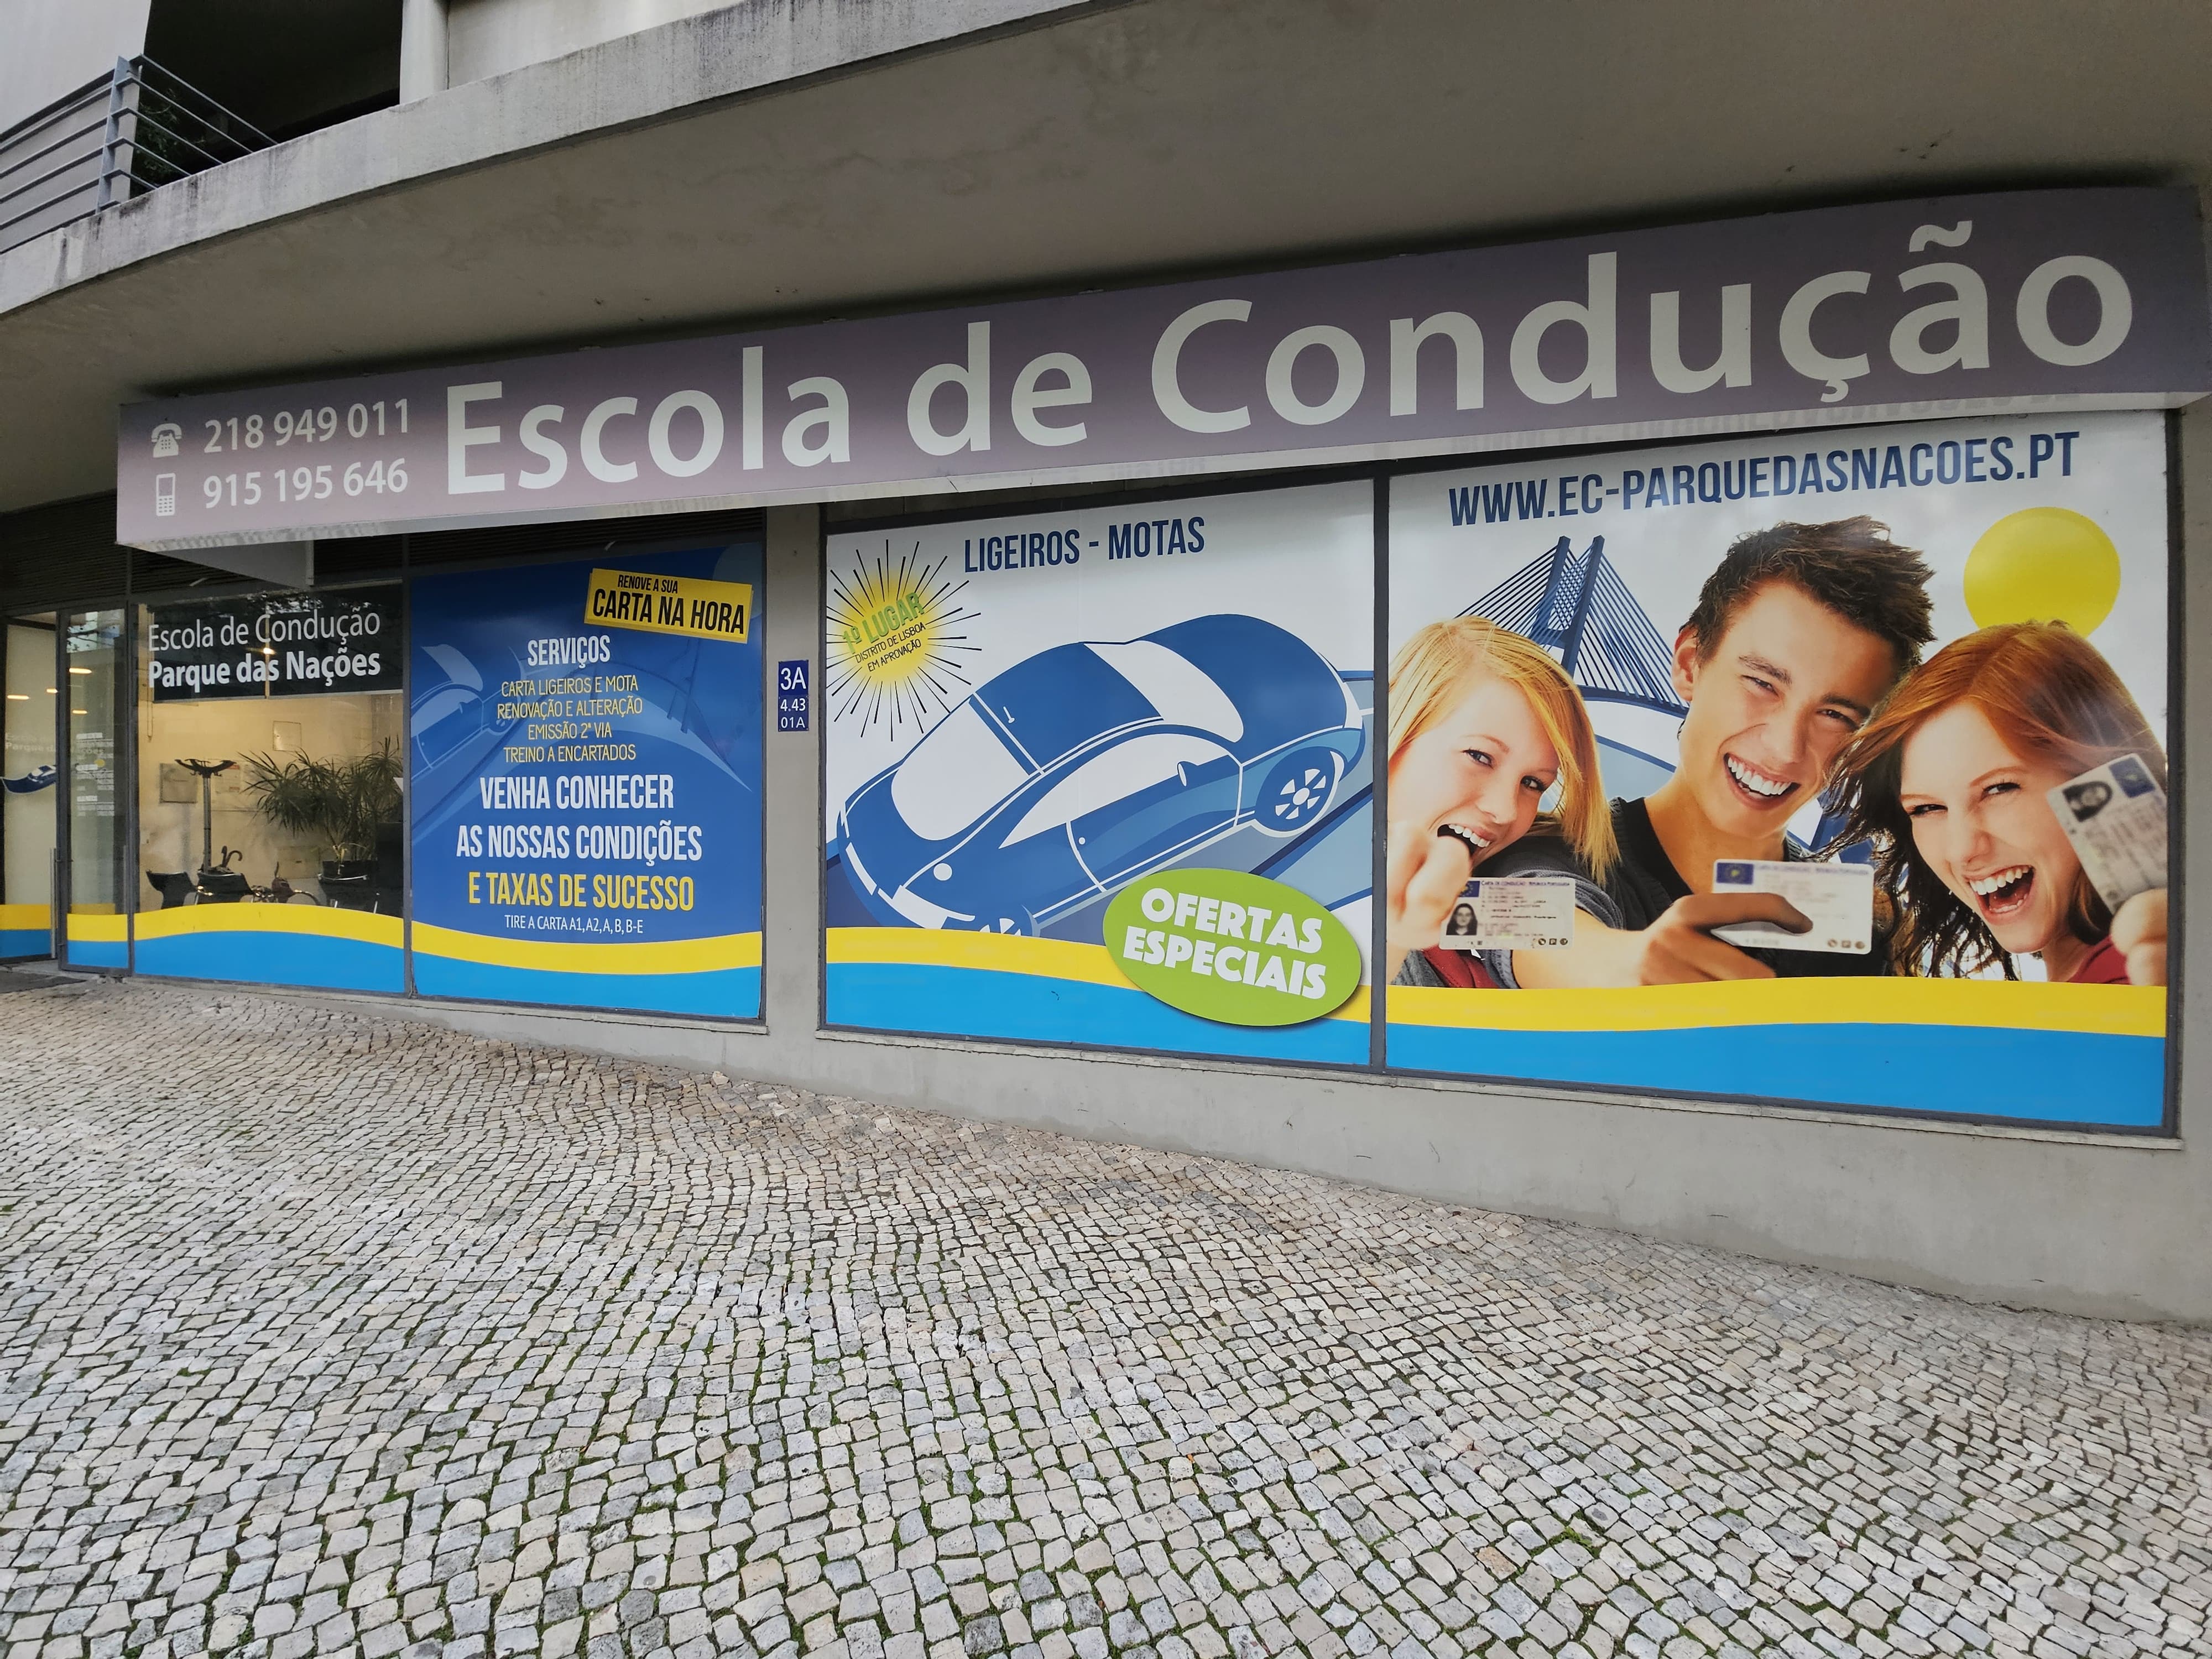 218 949 011
915 195 646
Escola de Condução
Escola de Condução
Parque das Nações
RENOVE A SUA
CARTA NA HORA
SERVIÇOS
CARTA LIGEIROS E MOTA
RENOVAÇÃO E ALTERAÇÃO
EMISSÃO 2ª VIA
TREINO A ENCARTADOS
VENHA CONHECER
AS NOSSAS CONDIÇÕES
E TAXAS DE SUCESSO
TIRE A CARTA A1, A2, A, B, B-E
3A
4.43
01A
LIGEIROS - MOTAS
1º LUGAR
DISTRITO DE LISBOA
EM APROVAÇÃO
OFERTAS
ESPECIAIS
WWW.EC-PARQUEDASNACOES.PT